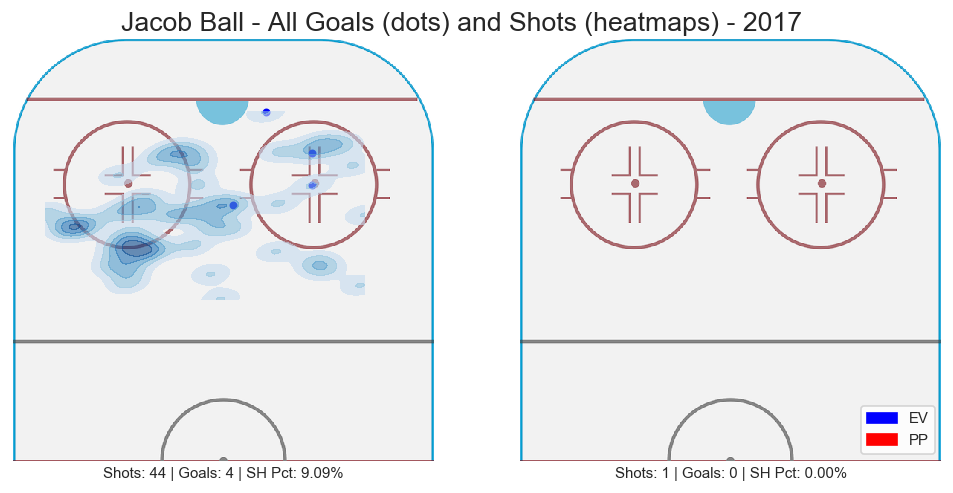 Jacob Ball - All Goals (dots) and Shots (heatmaps) - 2017
EV
PP
Shots: 44 | Goals: 4 | SH Pct: 9.09%
Shots: 1 | Goals: 0 | SH Pct: 0.00%